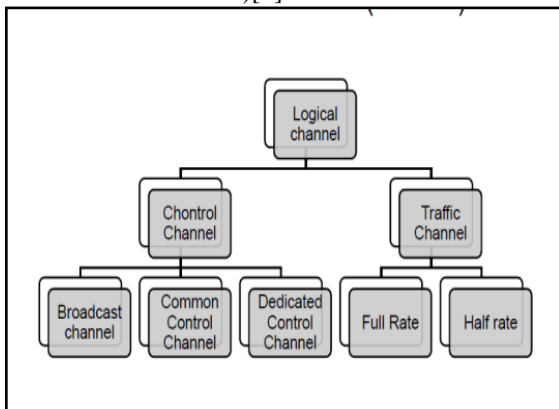 Logical
channel
Chontrol
Channel
Traffic
Channel
Broadcast
channel
Common
Control
Channel
Dedicated
Control
Channel
Full Rate
Half rate